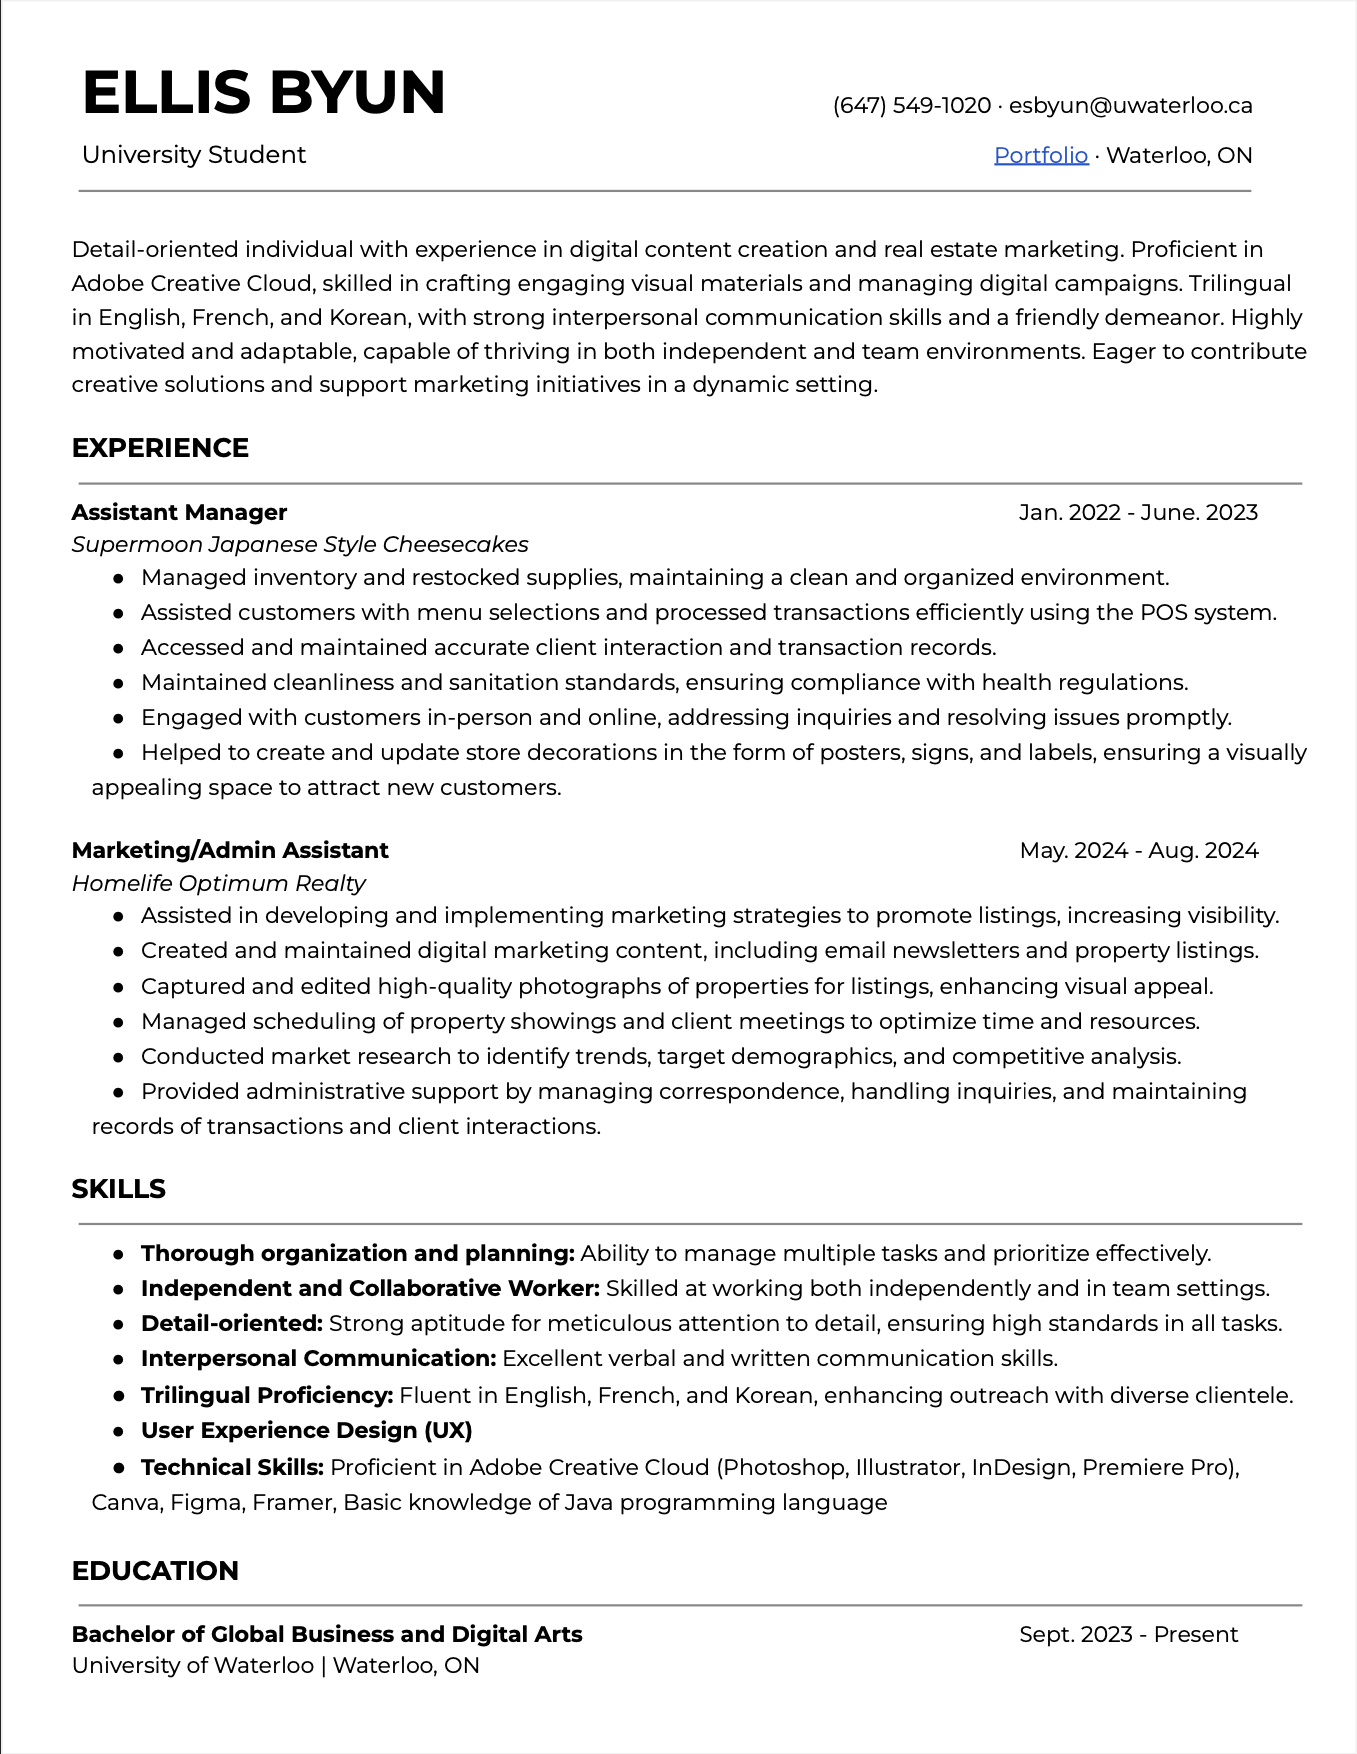 ELLIS BYUN
(647) 549-1020 · esbyun@uwaterloo.ca
University Student
Portfolio · Waterloo, ON
Detail-oriented individual with experience in digital content creation and real estate marketing. Proficient in
Adobe Creative Cloud, skilled in crafting engaging visual materials and managing digital campaigns. Trilingual
in English, French, and Korean, with strong interpersonal communication skills and a friendly demeanor. Highly
motivated and adaptable, capable of thriving in both independent and team environments. Eager to contribute
creative solutions and support marketing initiatives in a dynamic setting.
EXPERIENCE
Assistant Manager Jan. 2022 - June. 2023
Supermoon Japanese Style Cheesecakes
● Managed inventory and restocked supplies, maintaining a clean and organized environment.
● Assisted customers with menu selections and processed transactions efficiently using the POS system.
● Accessed and maintained accurate client interaction and transaction records.
● Maintained cleanliness and sanitation standards, ensuring compliance with health regulations.
● Engaged with customers in-person and online, addressing inquiries and resolving issues promptly.
● Helped to create and update store decorations in the form of posters, signs, and labels, ensuring a visually
appealing space to attract new customers.
Marketing/Admin Assistant May. 2024 - Aug. 2024
Homelife Optimum Realty
● Assisted in developing and implementing marketing strategies to promote listings, increasing visibility.
● Created and maintained digital marketing content, including email newsletters and property listings.
● Captured and edited high-quality photographs of properties for listings, enhancing visual appeal.
● Managed scheduling of property showings and client meetings to optimize time and resources.
● Conducted market research to identify trends, target demographics, and competitive analysis.
● Provided administrative support by managing correspondence, handling inquiries, and maintaining
records of transactions and client interactions.
SKILLS
● Thorough organization and planning: Ability to manage multiple tasks and prioritize effectively.
● Independent and Collaborative Worker: Skilled at working both independently and in team settings.
● Detail-oriented: Strong aptitude for meticulous attention to detail, ensuring high standards in all tasks.
● Interpersonal Communication: Excellent verbal and written communication skills.
● Trilingual Proficiency: Fluent in English, French, and Korean, enhancing outreach with diverse clientele.
● User Experience Design (UX)
● Technical Skills: Proficient in Adobe Creative Cloud (Photoshop, Illustrator, InDesign, Premiere Pro),
Canva, Figma, Framer, Basic knowledge of Java programming language
EDUCATION
Bachelor of Global Business and Digital Arts Sept. 2023 - Present
University of Waterloo | Waterloo, ON